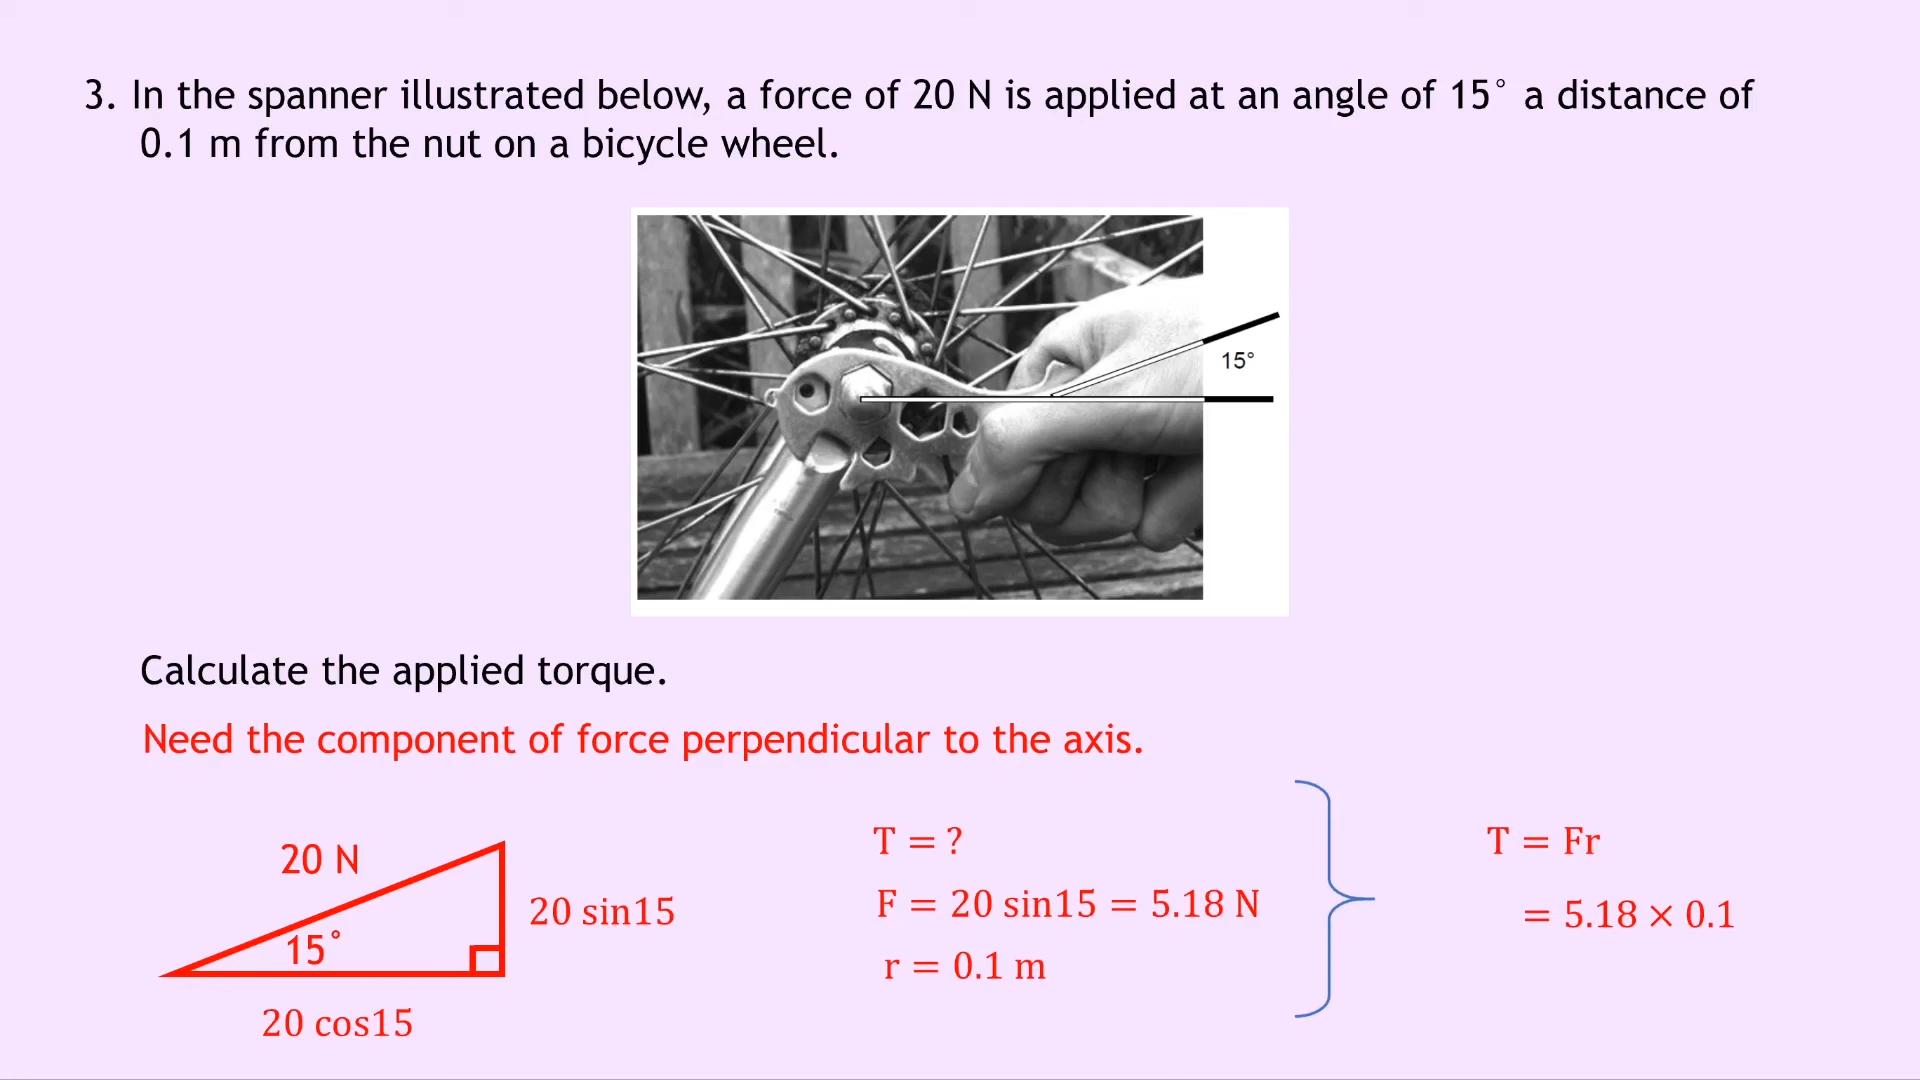 3. In the spanner illustrated below, a force of 20 N is applied at an angle of 15° a distance of
0.1 m from the nut on a bicycle wheel.
15°
Calculate the applied torque.
Need the component of force perpendicular to the axis.
20 N
15°
20 sin15
20 cos15
T = ?
F = 20 sin15 = 5.18 N
r = 0.1 m
T = Fr
= 5.18 × 0.1